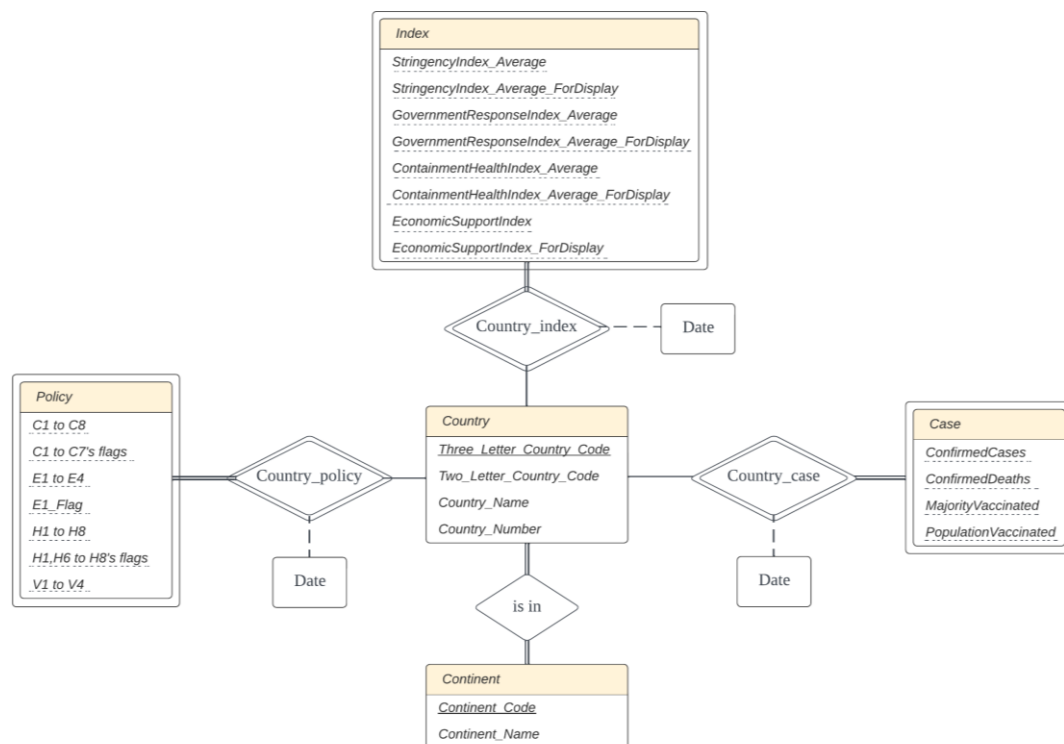 Index
StringencyIndex_Average
StringencyIndex_Average_ForDisplay
GovernmentResponseIndex_Average
GovernmentResponseIndex_Average_ForDisplay
ContainmentHealthIndex_Average
ContainmentHealthIndex_Average_ForDisplay
EconomicSupportIndex
EconomicSupportIndex_ForDisplay
Country_index
Date
Policy
C1 to C8
C1 to C7's flags
E1 to E4
E1_Flag
H1 to H8
H1,H6 to H8's flags
V1 to V4
Country_policy
Date
Country
Three_Letter_Country_Code
Two_Letter_Country_Code
Country_Name
Country_Number
Country_case
Date
Case
ConfirmedCases
ConfirmedDeaths
MajorityVaccinated
PopulationVaccinated
is in
Continent
Continent_Code
Continent_Name